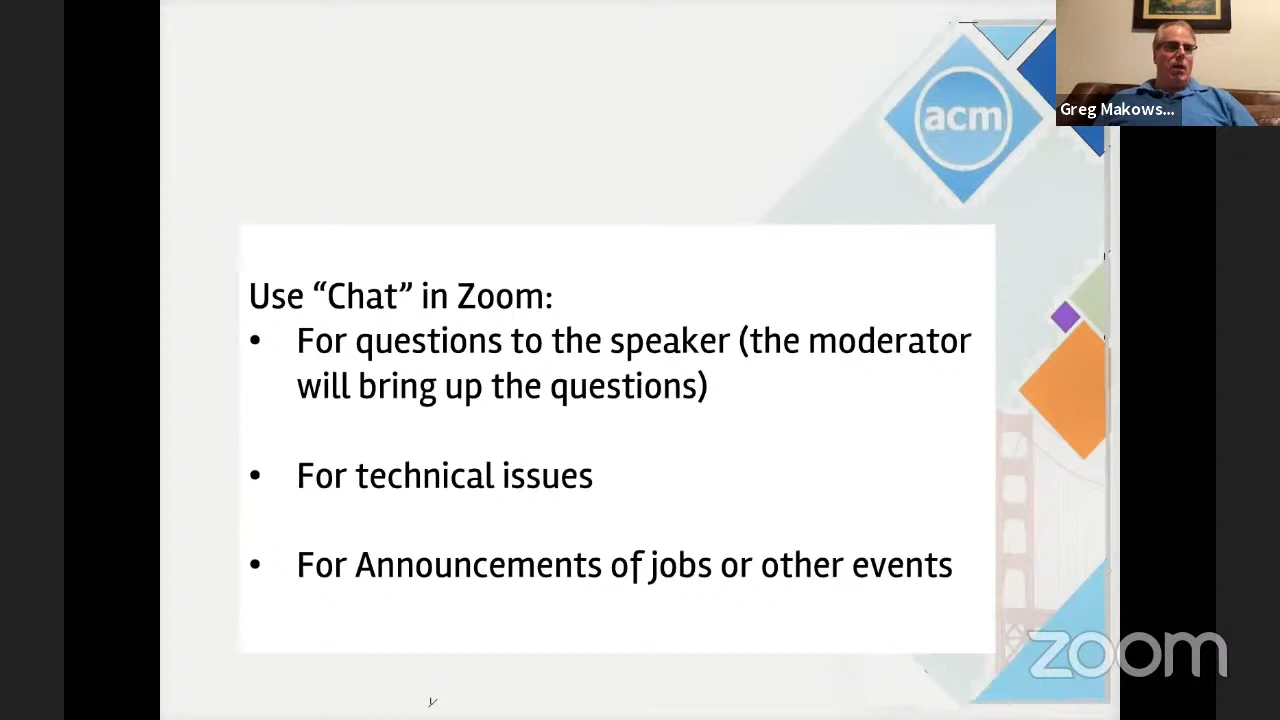 acm
Greg Makows...
Use “Chat” in Zoom:
• For questions to the speaker (the moderator
will bring up the questions)
• For technical issues
• For Announcements of jobs or other events
zoom